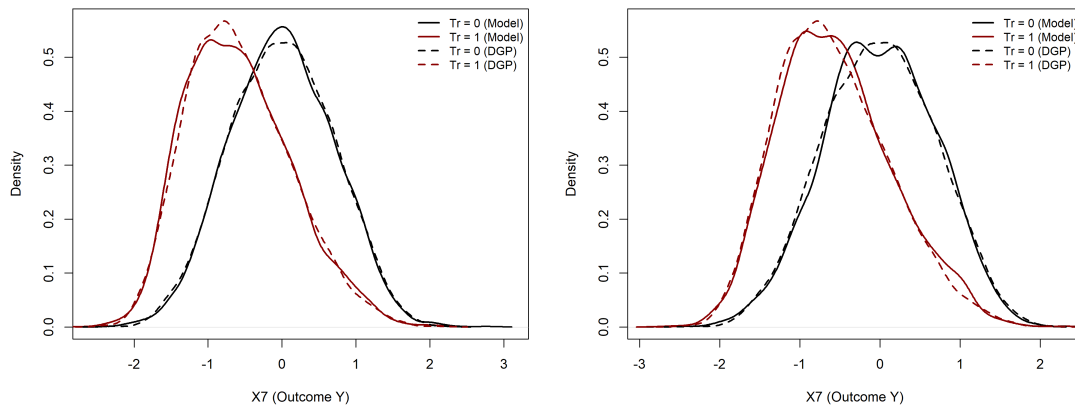 Tr = 0 (Model)
Tr = 1 (Model)
Tr = 0 (DGP)
Tr = 1 (DGP)
Density
0.0 0.1 0.2 0.3 0.4 0.5
-2 -1 0 1 2 3
X7 (Outcome Y)
Tr = 0 (Model)
Tr = 1 (Model)
Tr = 0 (DGP)
Tr = 1 (DGP)
Density
0.0 0.1 0.2 0.3 0.4 0.5
-3 -2 -1 0 1 2
X7 (Outcome Y)